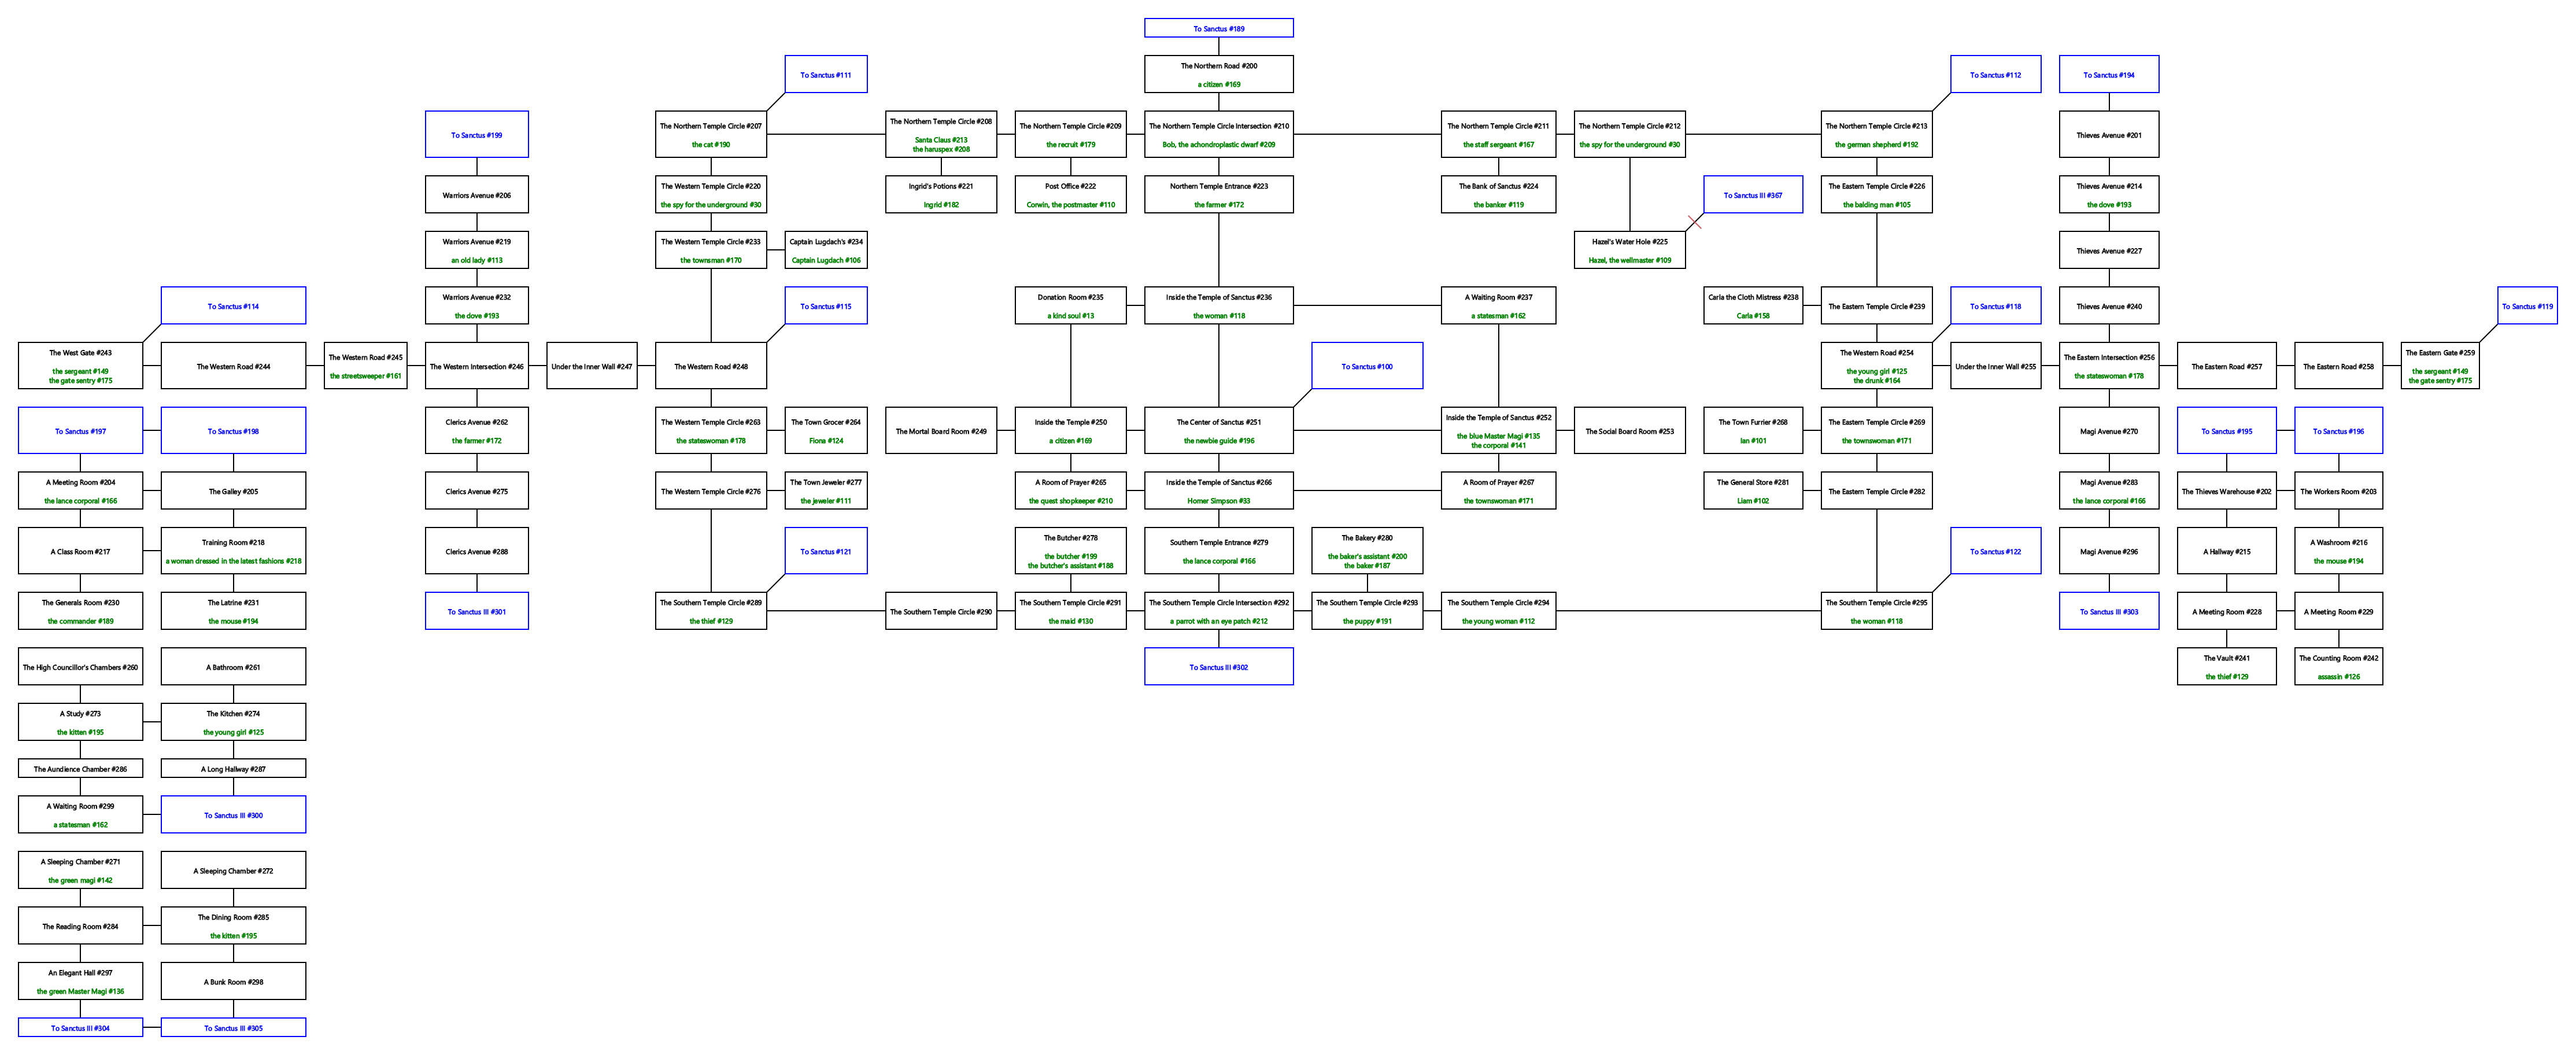 To Sanctus #189
The Northern Road #200
a citizen #169
To Sanctus #111
To Sanctus #112
To Sanctus #194
To Sanctus #199
The Northern Temple Circle #207
the cat #190
The Northern Temple Circle #208
Santa Claus #213
the haruspex #208
The Northern Temple Circle #209
the recruit #179
The Northern Temple Circle Intersection #210
Bob, the achondroplastic dwarf #209
The Northern Temple Circle #211
the staff sergeant #167
The Northern Temple Circle #212
the spy for the underground #30
The Northern Temple Circle #213
the german shepherd #192
Thieves Avenue #201
Warriors Avenue #206
The Western Temple Circle #220
the spy for the underground #30
Ingrid's Potions #221
Ingrid #182
Post Office #222
Corwin, the postmaster #110
Northern Temple Entrance #223
the farmer #172
The Bank of Sanctus #224
the banker #119
To Sanctus III #367
The Eastern Temple Circle #226
the balding man #105
Thieves Avenue #214
the dove #193
Warriors Avenue #219
an old lady #113
The Western Temple Circle #233
the townsman #170
Captain Lugdach's #234
Captain Lugdach #106
Hazel's Water Hole #225
Hazel, the wellmaster #109
Thieves Avenue #227
To Sanctus #114
Warriors Avenue #232
the dove #193
To Sanctus #115
Donation Room #235
a kind soul #13
Inside the Temple of Sanctus #236
the woman #118
A Waiting Room #237
a statesman #162
Carla the Cloth Mistress #238
Carla #158
The Eastern Temple Circle #239
To Sanctus #118
Thieves Avenue #240
To Sanctus #119
The West Gate #243
the sergeant #149
the gate sentry #175
The Western Road #244
The Western Road #245
the streetsweeper #161
The Western Intersection #246
Under the Inner Wall #247
The Western Road #248
To Sanctus #100
The Western Road #254
the young girl #125
the drunk #164
Under the Inner Wall #255
The Eastern Intersection #256
the stateswoman #178
The Eastern Road #257
The Eastern Road #258
The Eastern Gate #259
the sergeant #149
the gate sentry #175
To Sanctus #197
To Sanctus #198
Clerics Avenue #262
the farmer #172
The Western Temple Circle #263
the stateswoman #178
The Town Grocer #264
Fiona #124
The Mortal Board Room #249
Inside the Temple #250
a citizen #169
The Center of Sanctus #251
the newbie guide #196
Inside the Temple of Sanctus #252
the blue Master Magi #135
the corporal #141
The Social Board Room #253
The Town Furrier #268
Ian #101
The Eastern Temple Circle #269
the townswoman #171
Magi Avenue #270
To Sanctus #195
To Sanctus #196
A Meeting Room #204
the lance corporal #166
The Galley #205
Clerics Avenue #275
The Western Temple Circle #276
The Town Jeweler #277
the jeweler #111
A Room of Prayer #265
the quest shopkeeper #210
Inside the Temple of Sanctus #266
Homer Simpson #33
A Room of Prayer #267
the townswoman #171
The General Store #281
Liam #102
The Eastern Temple Circle #282
Magi Avenue #283
the lance corporal #166
The Thieves Warehouse #202
The Workers Room #203
A Class Room #217
Training Room #218
a woman dressed in the latest fashions #218
Clerics Avenue #288
To Sanctus #121
The Butcher #278
the butcher #199
the butcher's assistant #188
Southern Temple Entrance #279
the lance corporal #166
The Bakery #280
the baker's assistant #200
the baker #187
To Sanctus #122
Magi Avenue #296
A Hallway #215
A Washroom #216
the mouse #194
The Generals Room #230
the commander #189
The Latrine #231
the mouse #194
To Sanctus III #301
The Southern Temple Circle #289
the thief #129
The Southern Temple Circle #290
The Southern Temple Circle #291
the maid #130
The Southern Temple Circle Intersection #292
a parrot with an eye patch #212
The Southern Temple Circle #293
the puppy #191
The Southern Temple Circle #294
the young woman #112
The Southern Temple Circle #295
the woman #118
To Sanctus III #303
A Meeting Room #228
A Meeting Room #229
The High Councillor's Chambers #260
A Bathroom #261
To Sanctus III #302
The Vault #241
the thief #129
The Counting Room #242
assassin #126
A Study #273
the kitten #195
The Kitchen #274
the young girl #125
The Aundience Chamber #286
A Long Hallway #287
A Waiting Room #299
a statesman #162
To Sanctus III #300
A Sleeping Chamber #271
the green magi #142
A Sleeping Chamber #272
The Reading Room #284
The Dining Room #285
the kitten #195
An Elegant Hall #297
the green Master Magi #136
A Bunk Room #298
To Sanctus III #304
To Sanctus III #305